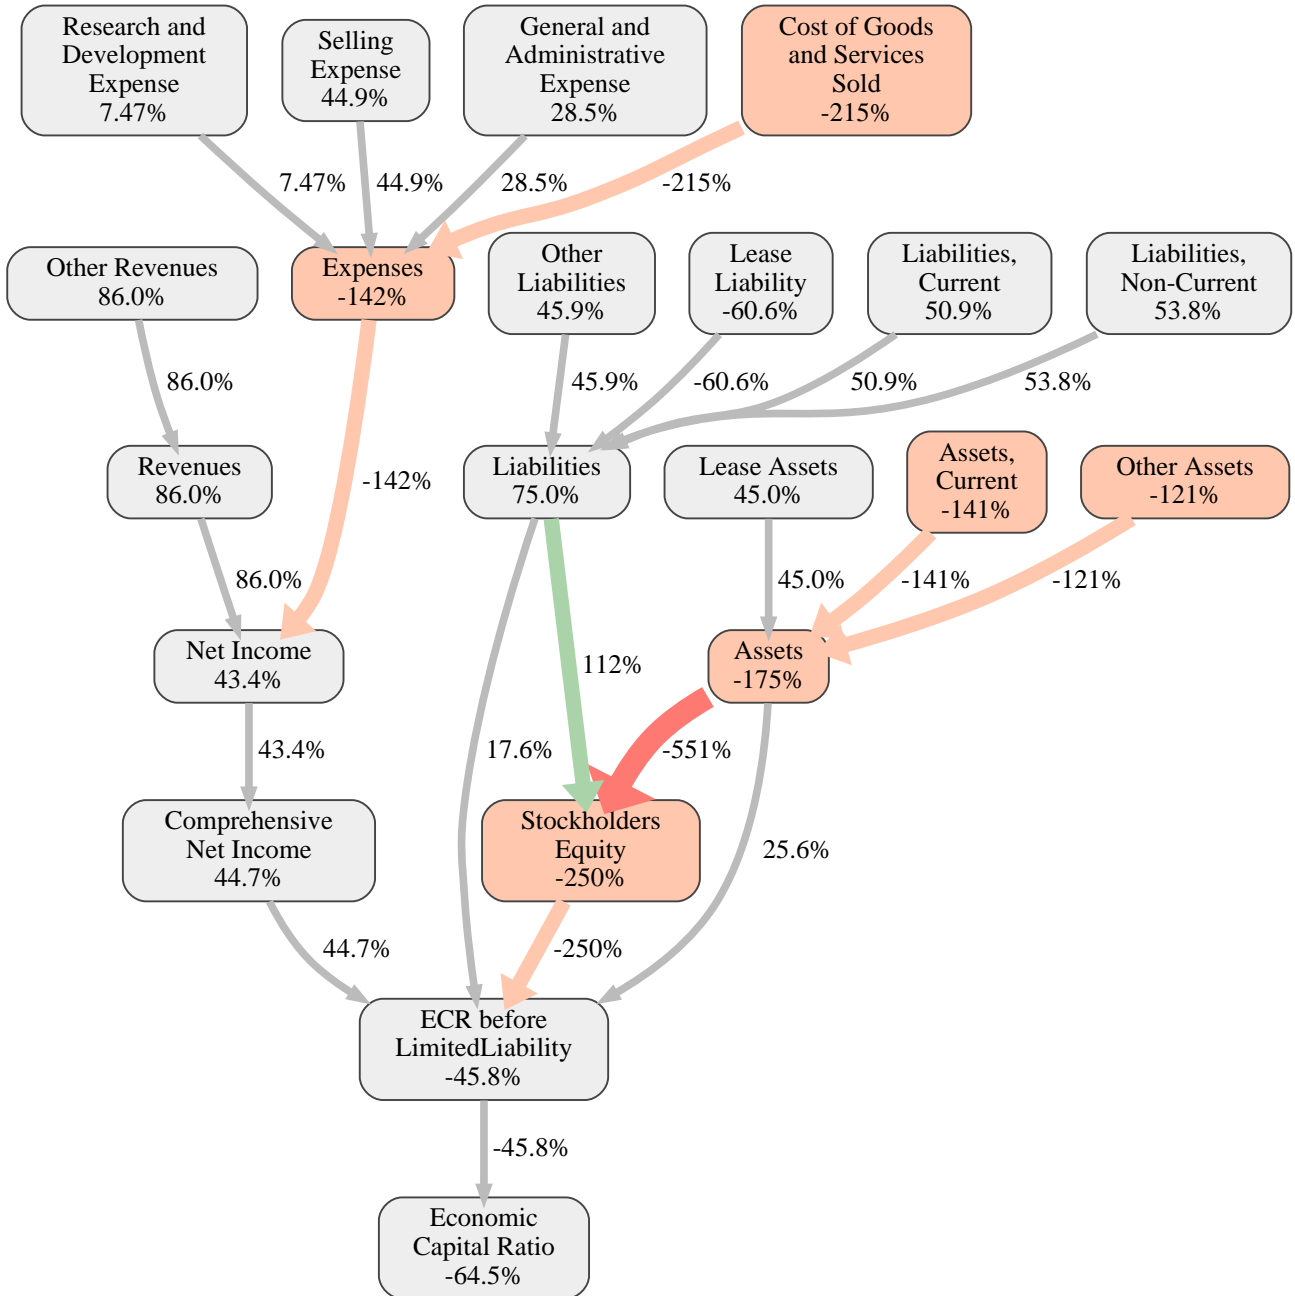 Research and
Development
Expense
7.47%
Selling
Expense
44.9%
General and
Administrative
Expense
28.5%
Cost of Goods
and Services
Sold
-215%
7.47%
44.9%
28.5%
-215%
Other Revenues
86.0%
Expenses
-142%
Other
Liabilities
45.9%
Lease
Liability
-60.6%
Liabilities,
Current
50.9%
Liabilities,
Non-Current
53.8%
86.0%
45.9%
-60.6%
50.9%
53.8%
Revenues
86.0%
-142%
Liabilities
75.0%
Lease Assets
45.0%
Assets,
Current
-141%
Other Assets
-121%
86.0%
45.0%
-141%
-121%
Net Income
43.4%
112%
Assets
-175%
43.4%
17.6%
-551%
Comprehensive
Net Income
44.7%
Stockholders
Equity
-250%
25.6%
44.7%
-250%
ECR before
LimitedLiability
-45.8%
-45.8%
Economic
Capital Ratio
-64.5%